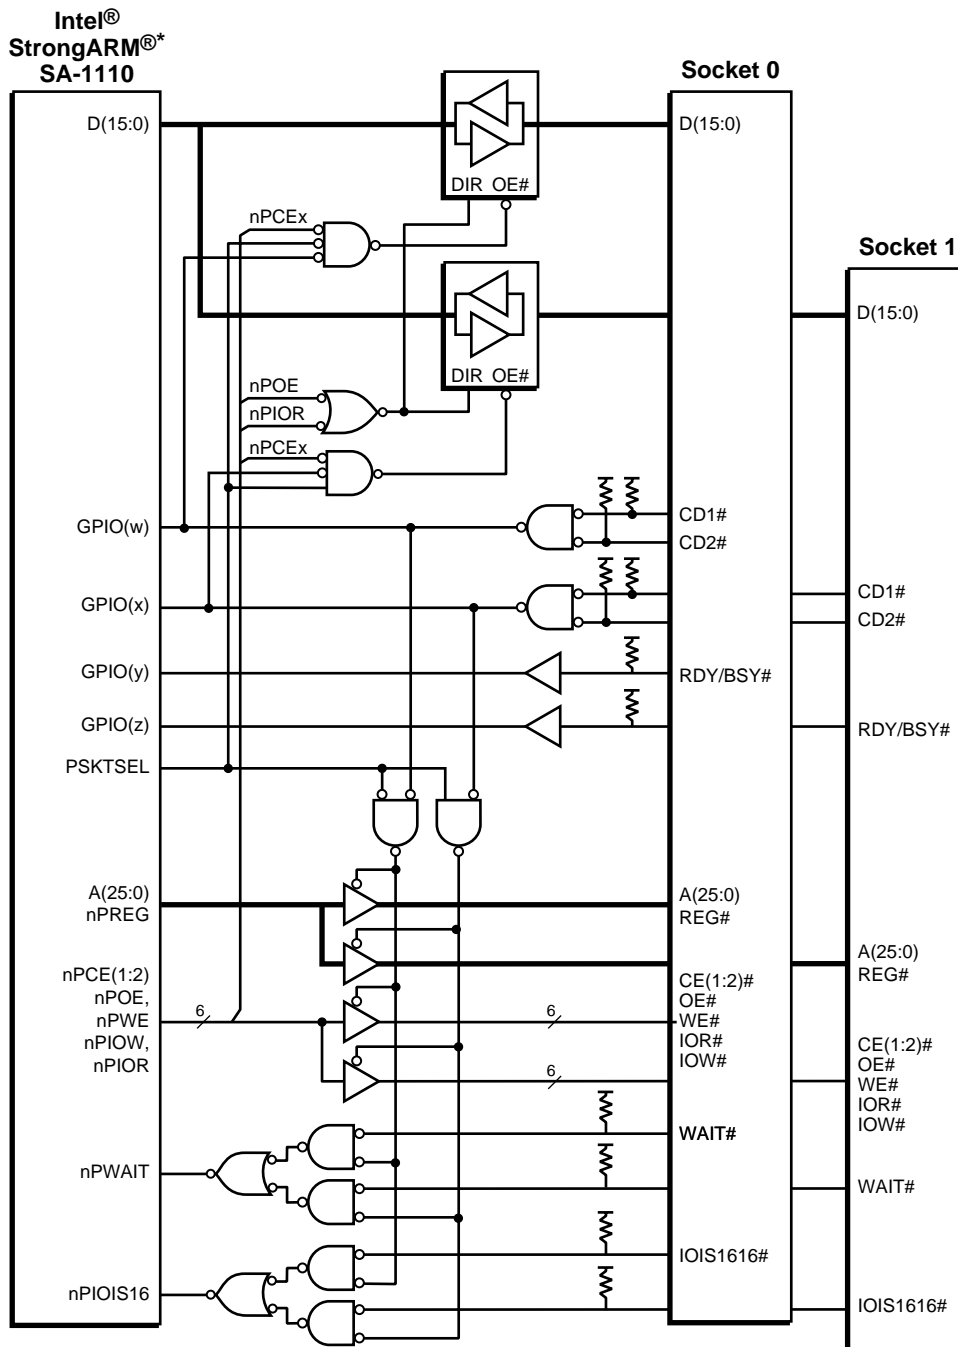 Intel®
StrongARM®*
SA-1110
Socket 0
D(15:0)
D(15:0)
DIR OE#
nPCEx
Socket 1
D(15:0)
DIR OE#
nPOE
nPIOR
nPCEx
GPIO(w)
CD1#
CD2#
GPIO(x)
CD1#
CD2#
GPIO(y)
RDY/BSY#
GPIO(z)
RDY/BSY#
PSKTSEL
A(25:0)
nPREG
A(25:0)
REG#
A(25:0)
REG#
nPCE(1:2)
nPOE,
nPWE
nPIOW,
nPIOR
6
6
CE(1:2)#
OE#
WE#
IOR#
IOW#
6
CE(1:2)#
OE#
WE#
IOR#
IOW#
WAIT#
nPWAIT
WAIT#
IOIS1616#
nPIOIS16
IOIS1616#